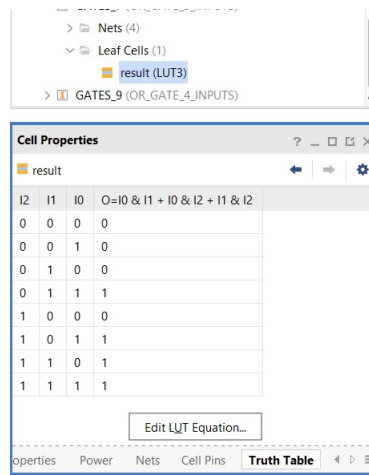 Nets (4)
Leaf Cells (1)
result (LUT3)
GATES_9 (OR_GATE_4_INPUTS)
Cell Properties
result
I2 I1 I0 O=I0 & I1 + I0 & I2 + I1 & I2
0 0 0 0
0 0 1 0
0 1 0 0
0 1 1 1
1 0 0 0
1 0 1 1
1 1 0 1
1 1 1 1
Edit LUT Equation...
operties Power Nets Cell Pins Truth Table